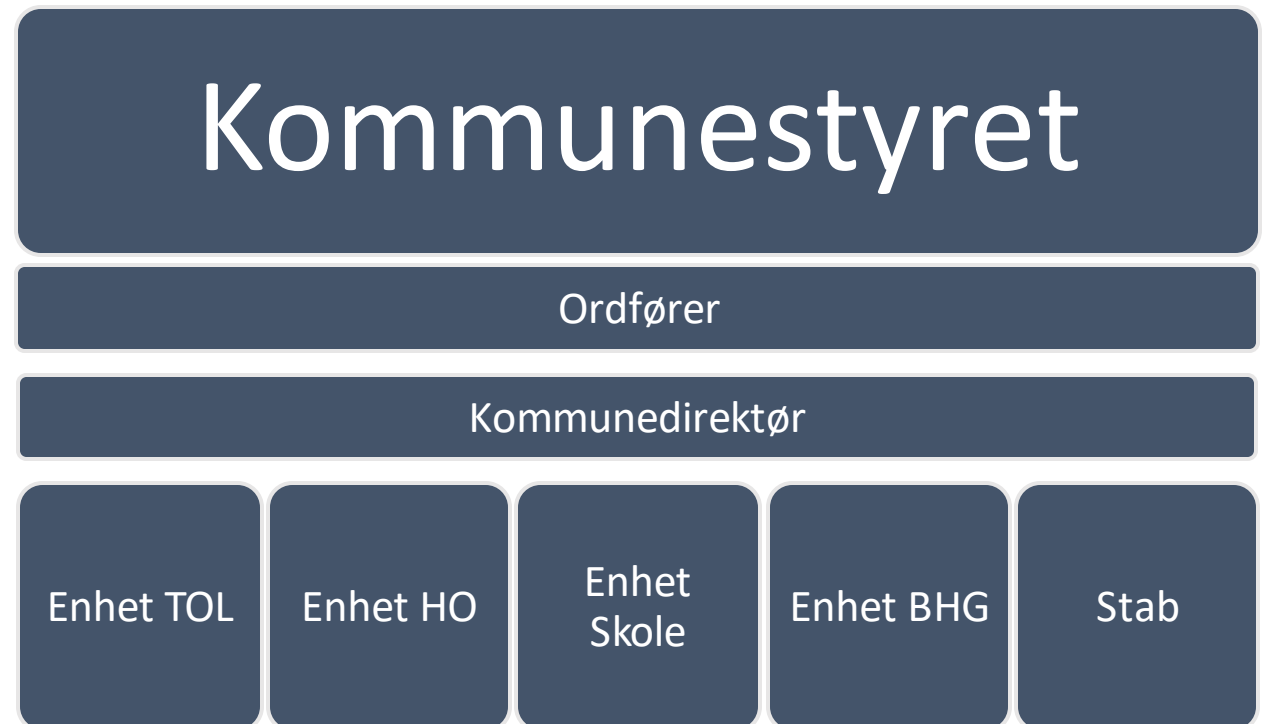 Kommunestyret
Ordfører
Kommunedirektør
Enhet TOL
Enhet HO
Enhet
Skole
Enhet BHG
Stab